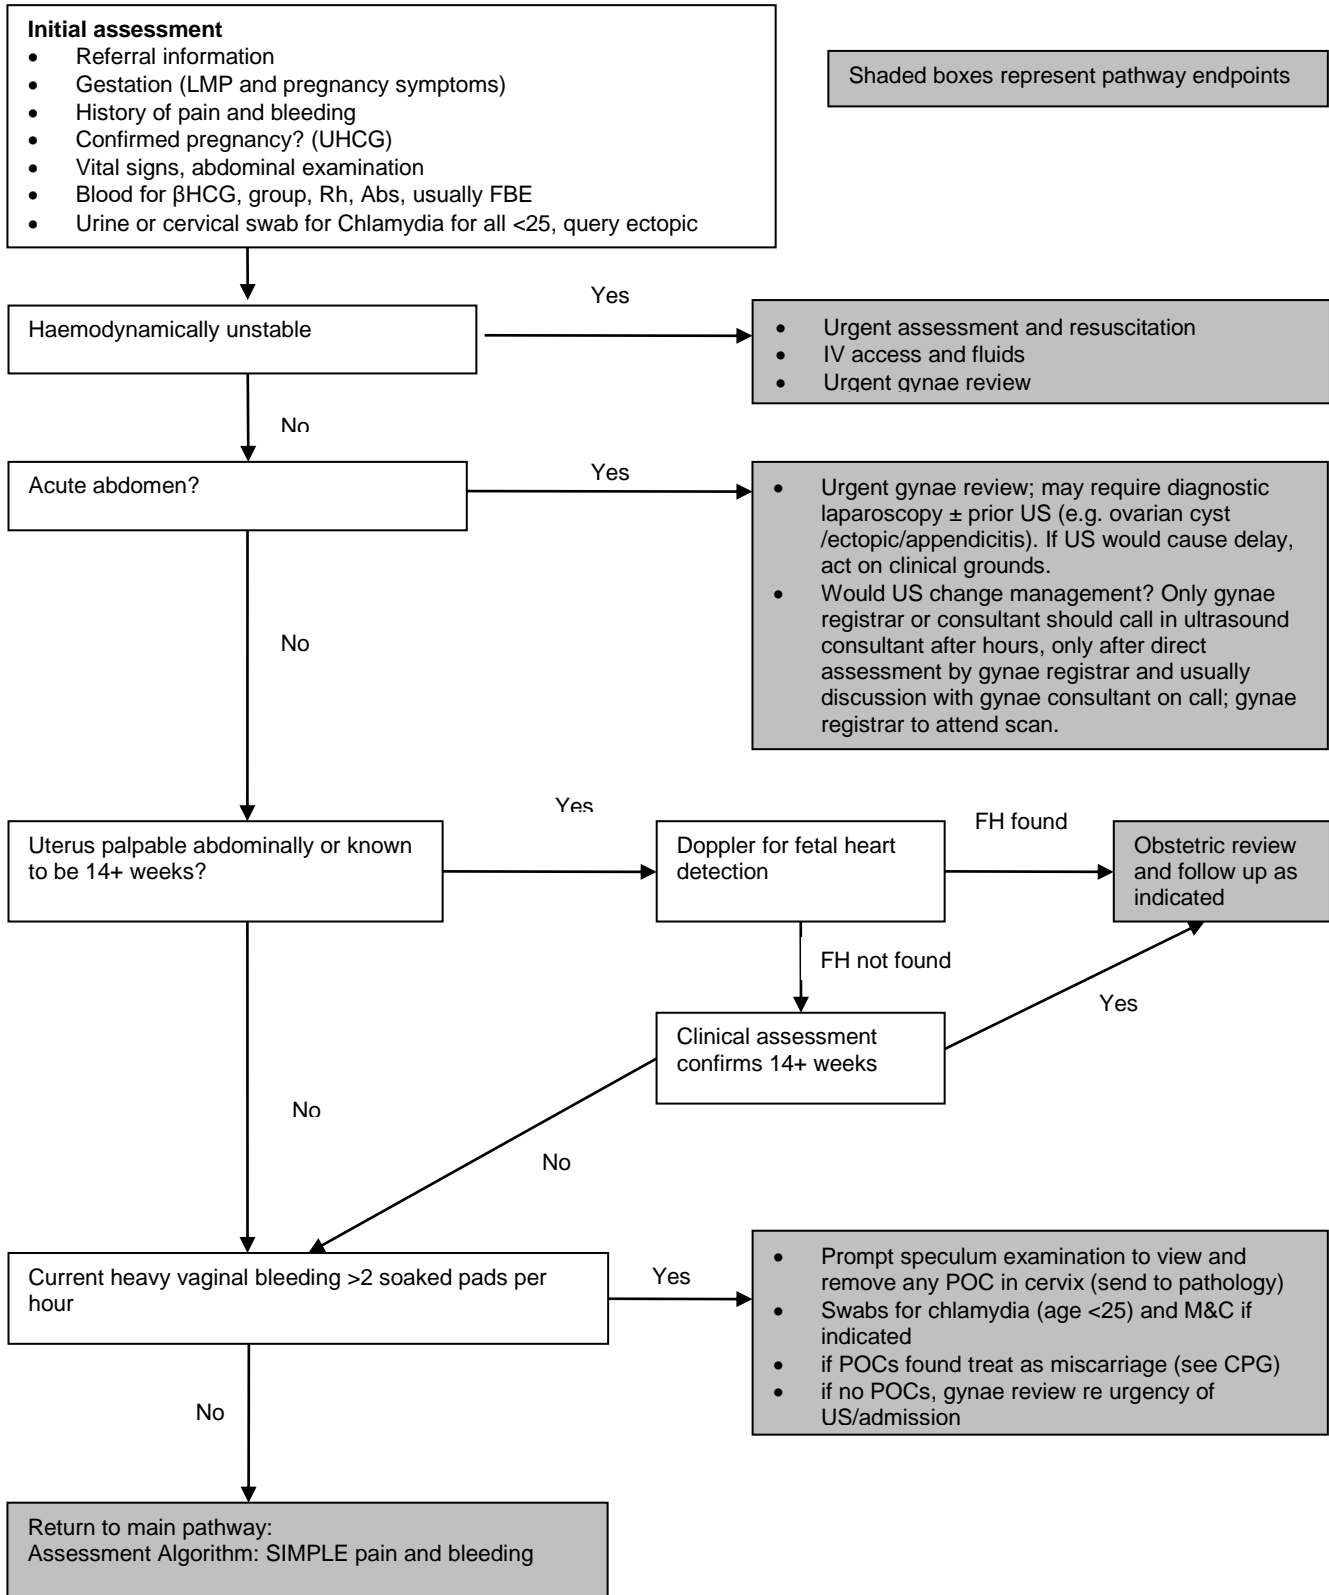 Initial assessment
• Referral information
• Gestation (LMP and pregnancy symptoms)
• History of pain and bleeding
• Confirmed pregnancy? (UHCG)
• Vital signs, abdominal examination
• Blood for βHCG, group, Rh, Abs, usually FBE
• Urine or cervical swab for Chlamydia for all <25, query ectopic
Shaded boxes represent pathway endpoints
Haemodynamically unstable
Yes
• Urgent assessment and resuscitation
• IV access and fluids
• Urgent gynae review
No
Acute abdomen?
Yes
• Urgent gynae review; may require diagnostic
laparoscopy ± prior US (e.g. ovarian cyst
/ectopic/appendicitis). If US would cause delay,
act on clinical grounds.
• Would US change management? Only gynae
registrar or consultant should call in ultrasound
consultant after hours, only after direct
assessment by gynae registrar and usually
discussion with gynae consultant on call; gynae
registrar to attend scan.
No
Uterus palpable abdominally or known
to be 14+ weeks?
Yes
Doppler for fetal heart
detection
FH found
Obstetric review
and follow up as
indicated
FH not found
Clinical assessment
confirms 14+ weeks
Yes
No
No
Current heavy vaginal bleeding >2 soaked pads per
hour
Yes
• Prompt speculum examination to view and
remove any POC in cervix (send to pathology)
• Swabs for chlamydia (age <25) and M&C if
indicated
• if POCs found treat as miscarriage (see CPG)
• if no POCs, gynae review re urgency of
US/admission
No
Return to main pathway:
Assessment Algorithm: SIMPLE pain and bleeding